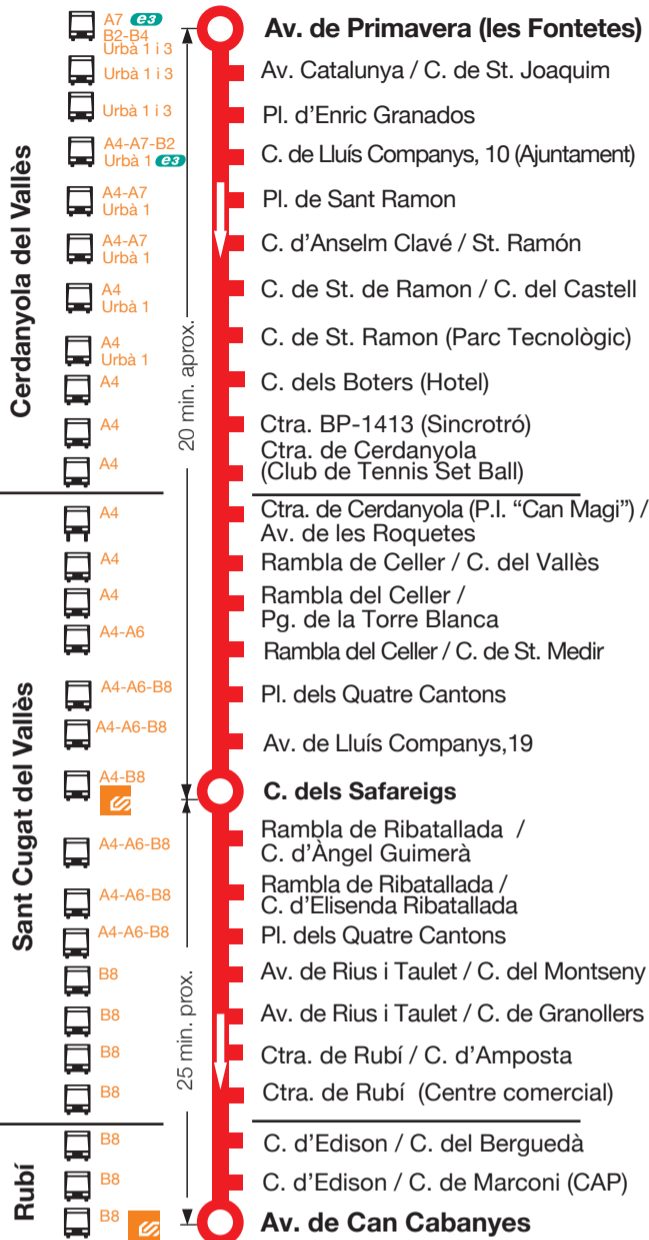 A7 e3
B2-B4
Urbà 1 i 3
Av. de Primavera (les Fontetes)
Urbà 1 i 3
Av. Catalunya / C. de St. Joaquim
Urbà 1 i 3
Pl. d’Enric Granados
A4-A7-B2
Urbà 1 e3
C. de Lluís Companys, 10 (Ajuntament)
A4-A7
Urbà 1
Pl. de Sant Ramon
A4-A7
Urbà 1
C. d’Anselm Clavé / St. Ramón
A4
Urbà 1
C. de St. de Ramon / C. del Castell
A4
Urbà 1
C. de St. Ramon (Parc Tecnològic)
A4
C. dels Boters (Hotel)
A4
Ctra. BP-1413 (Sincrotró)
A4
Ctra. de Cerdanyola
(Club de Tennis Set Ball)
Cerdanyola del Vallès
20 min. aprox.
A4
Ctra. de Cerdanyola (P.I. “Can Magi”) /
Av. de les Roquetes
A4
Rambla de Celler / C. del Vallès
A4
Rambla del Celler /
Pg. de la Torre Blanca
A4-A6
Rambla del Celler / C. de St. Medir
A4-A6-B8
Pl. dels Quatre Cantons
A4-A6-B8
Av. de Lluís Companys,19
A4-B8
C. dels Safareigs
A4-A6-B8
Rambla de Ribatallada /
C. d’Àngel Guimerà
A4-A6-B8
Rambla de Ribatallada /
C. d’Elisenda Ribatallada
A4-A6-B8
Pl. dels Quatre Cantons
B8
Av. de Rius i Taulet / C. del Montseny
B8
Av. de Rius i Taulet / C. de Granollers
B8
Ctra. de Rubí / C. d’Amposta
B8
Ctra. de Rubí (Centre comercial)
Sant Cugat del Vallès
25 min. prox.
B8
C. d’Edison / C. del Berguedà
B8
C. d’Edison / C. de Marconi (CAP)
B8
Av. de Can Cabanyes
Rubí